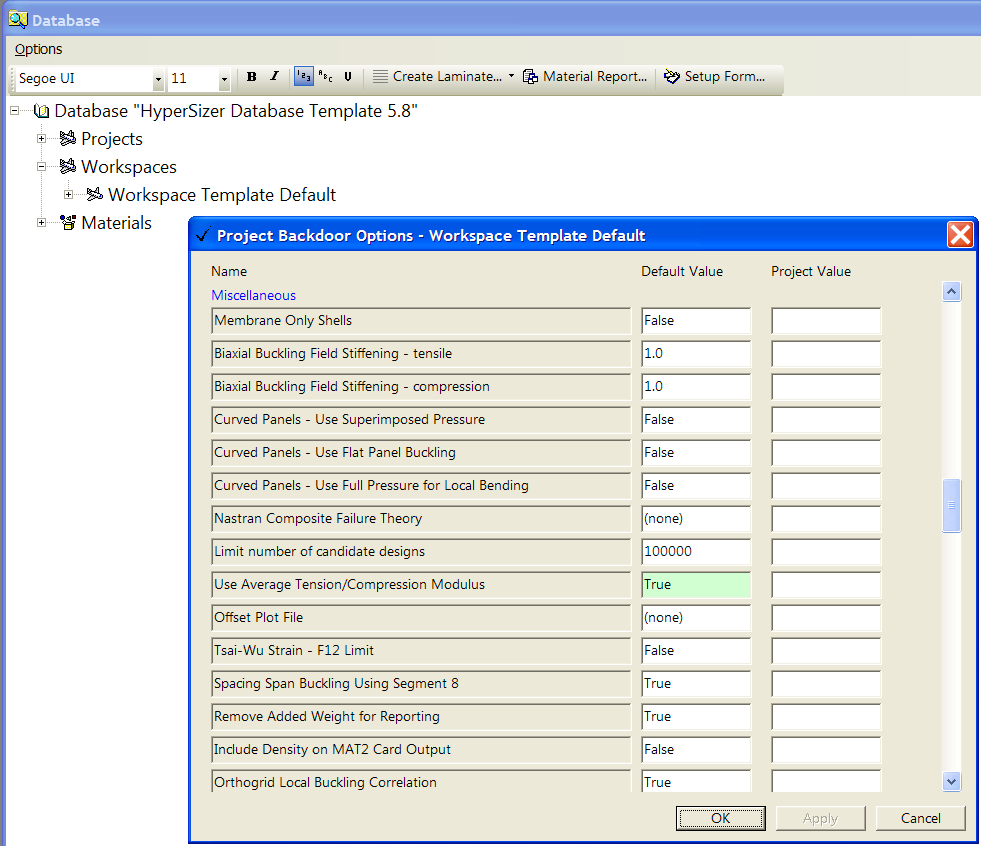 Database
Options
Segoe UI 11 B I 123 ABC U Create Laminate... Material Report... Setup Form...
Database "HyperSizer Database Template 5.8"
Projects
Workspaces
Workspace Template Default
Materials
Project Backdoor Options - Workspace Template Default
Name Default Value Project Value
Miscellaneous
Membrane Only Shells False
Biaxial Buckling Field Stiffening - tensile 1.0
Biaxial Buckling Field Stiffening - compression 1.0
Curved Panels - Use Superimposed Pressure False
Curved Panels - Use Flat Panel Buckling False
Curved Panels - Use Full Pressure for Local Bending False
Nastran Composite Failure Theory (none)
Limit number of candidate designs 100000
Use Average Tension/Compression Modulus True
Offset Plot File (none)
Tsai-Wu Strain - F12 Limit False
Spacing Span Buckling Using Segment 8 True
Remove Added Weight for Reporting True
Include Density on MAT2 Card Output False
Orthogrid Local Buckling Correlation True
OK Apply Cancel